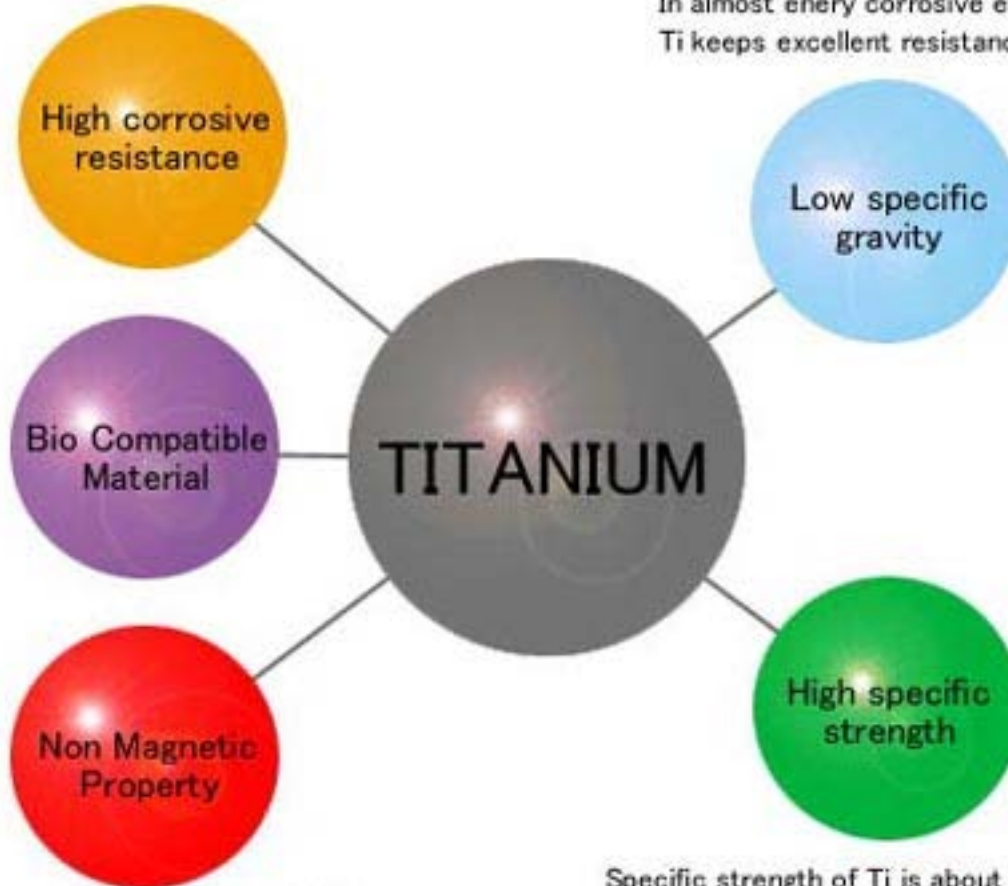 In almost enery corrosive
Ti keeps excellent
High corrosive
resistance
Low specific
gravity
Bio Compatible
Material
TITANIUM
Non Magnetic
Property
High specific
strength
Specific strength of Ti is about